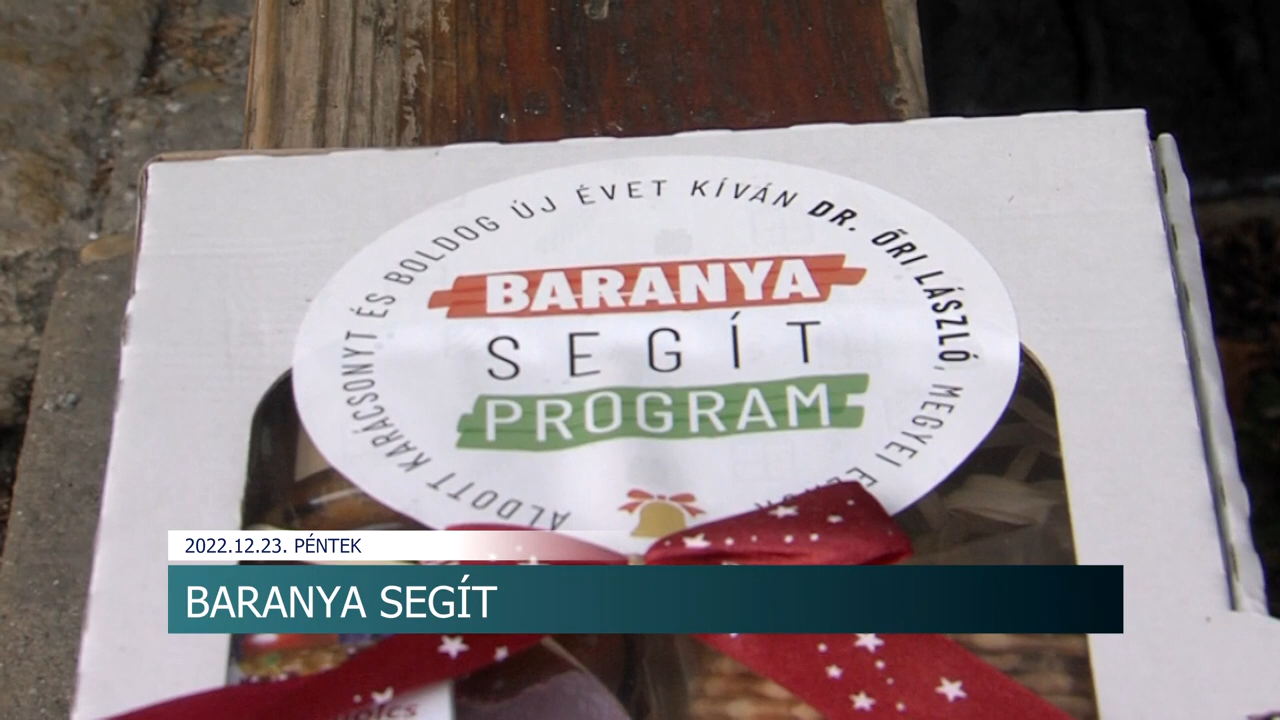 ÁLDOTT KARÁCSONYT ÉS BOLDOG ÚJ ÉVET KÍVÁN DR. ŐRI LÁSZLÓ, MEGYEI
BARANYA
SEGÍT
PROGRAM
2022.12.23. PÉNTEK
BARANYA SEGÍT